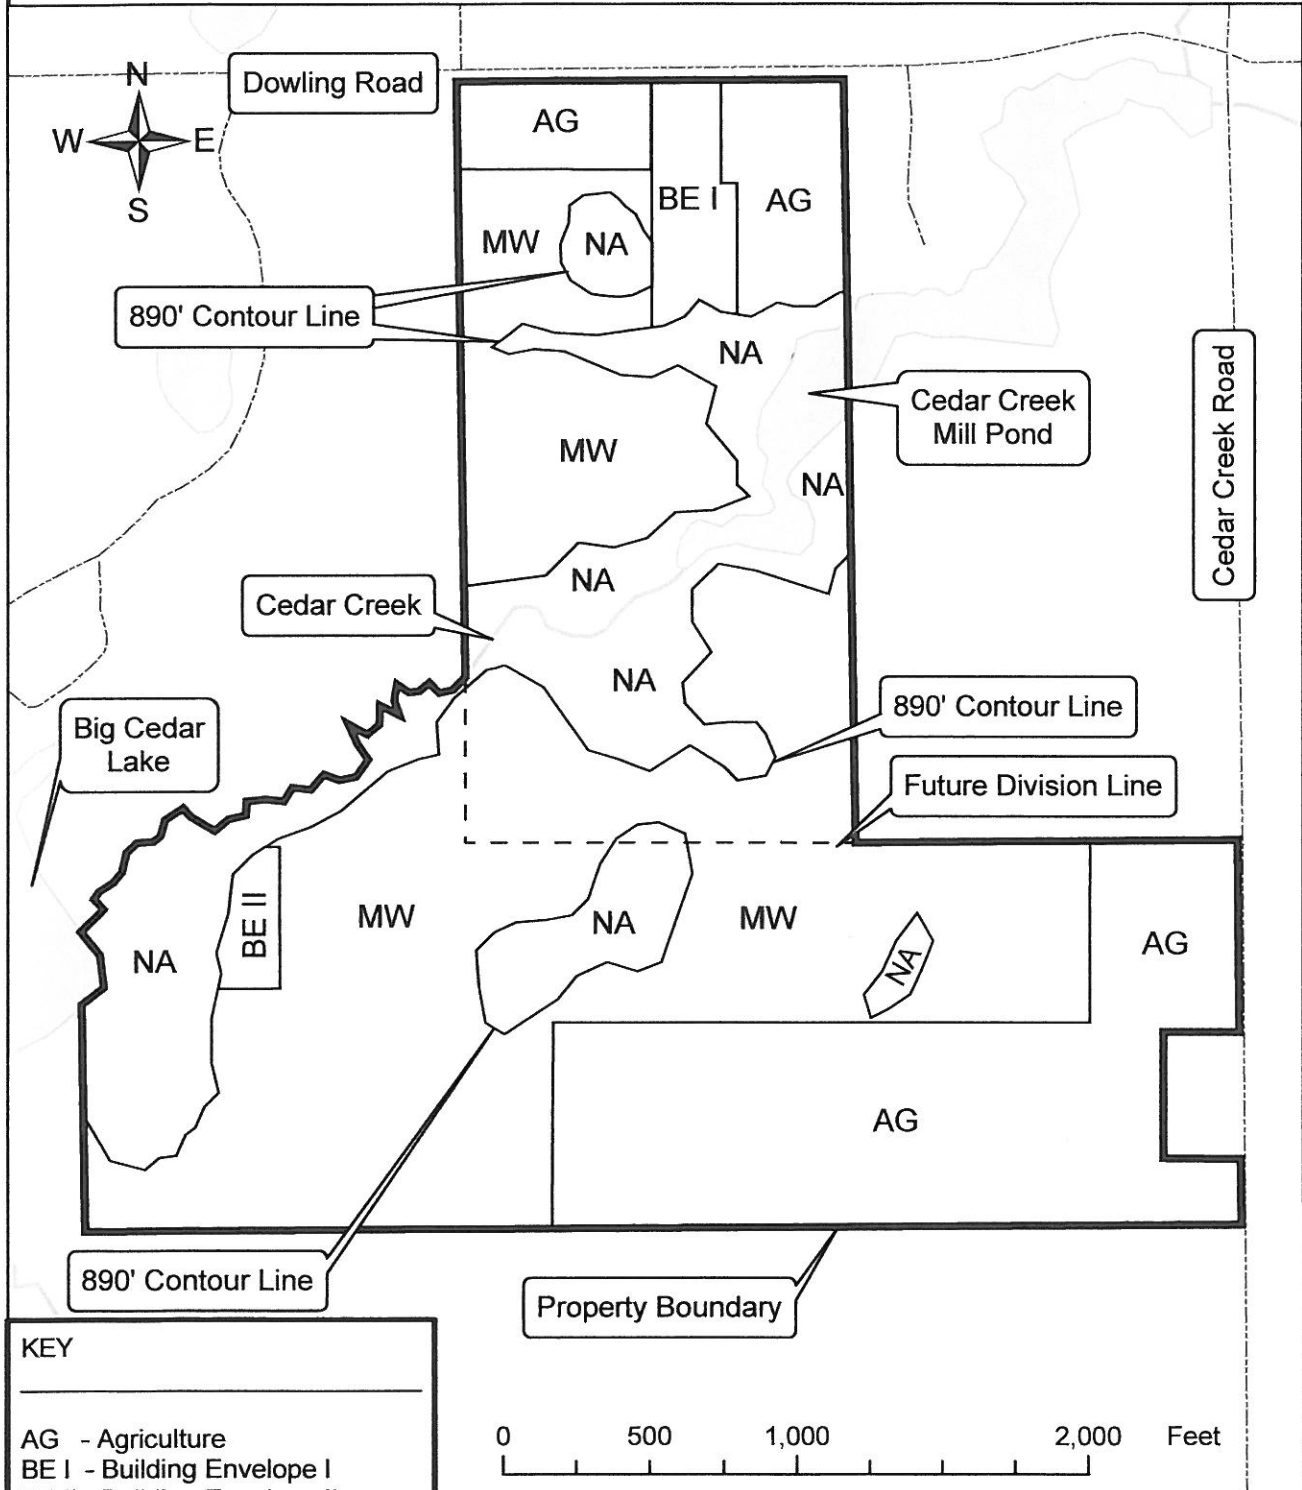 N
W
E
S
Dowling Road
AG
BE I
AG
MW
NA
890' Contour Line
NA
Cedar Creek
Mill Pond
Cedar Creek Road
MW
NA
NA
Cedar Creek
NA
890' Contour Line
Big Cedar
Lake
Future Division Line
NA
BE II
MW
NA
MW
NA
AG
AG
890' Contour Line
Property Boundary
KEY
AG - Agriculture
BE I - Building Envelope I
0 500 1,000 2,000 Feet